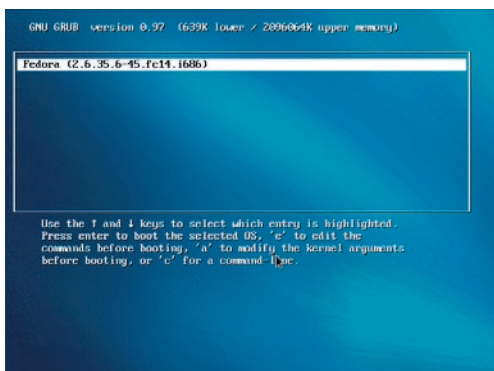 GNU GRUB version 0.97 (639K lower / 2096064K upper memory)
Fedora (2.6.35.6-45.fc14.i686)
Use the ↑ and ↓ keys to select which entry is highlighted.
Press enter to boot the selected OS, 'e' to edit the
commands before booting, 'a' to modify the kernel arguments
before booting, or 'c' for a command-line.